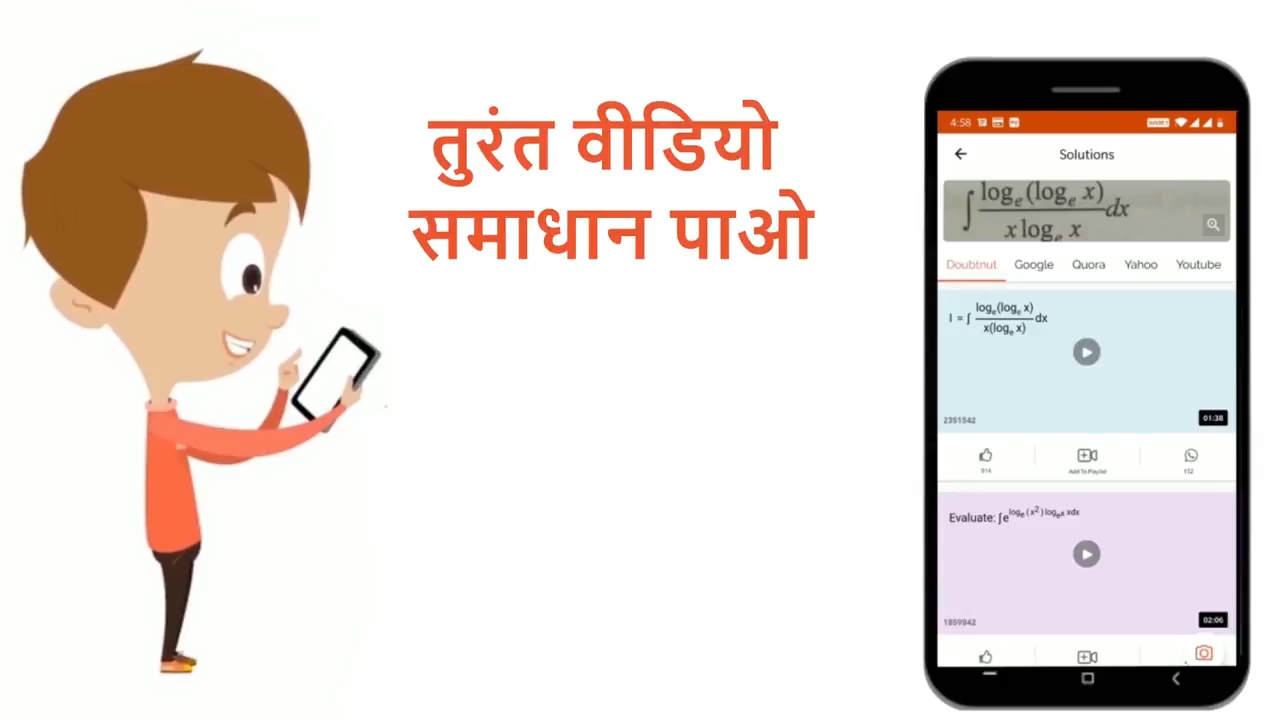 तुरंत वीडियो
समाधान पाओ
4:58
Solutions
∫ logₑ(logₑ x) / x logₑ x dx
Doubtnut Google Quora Yahoo Youtube
I = ∫ logₑ(logₑ x) / x(logₑ x) dx
2351542 01:38
914 Add To Playlist 152
Evaluate: ∫e^logₑ(x²)logₑx xdx
1859842 02:06